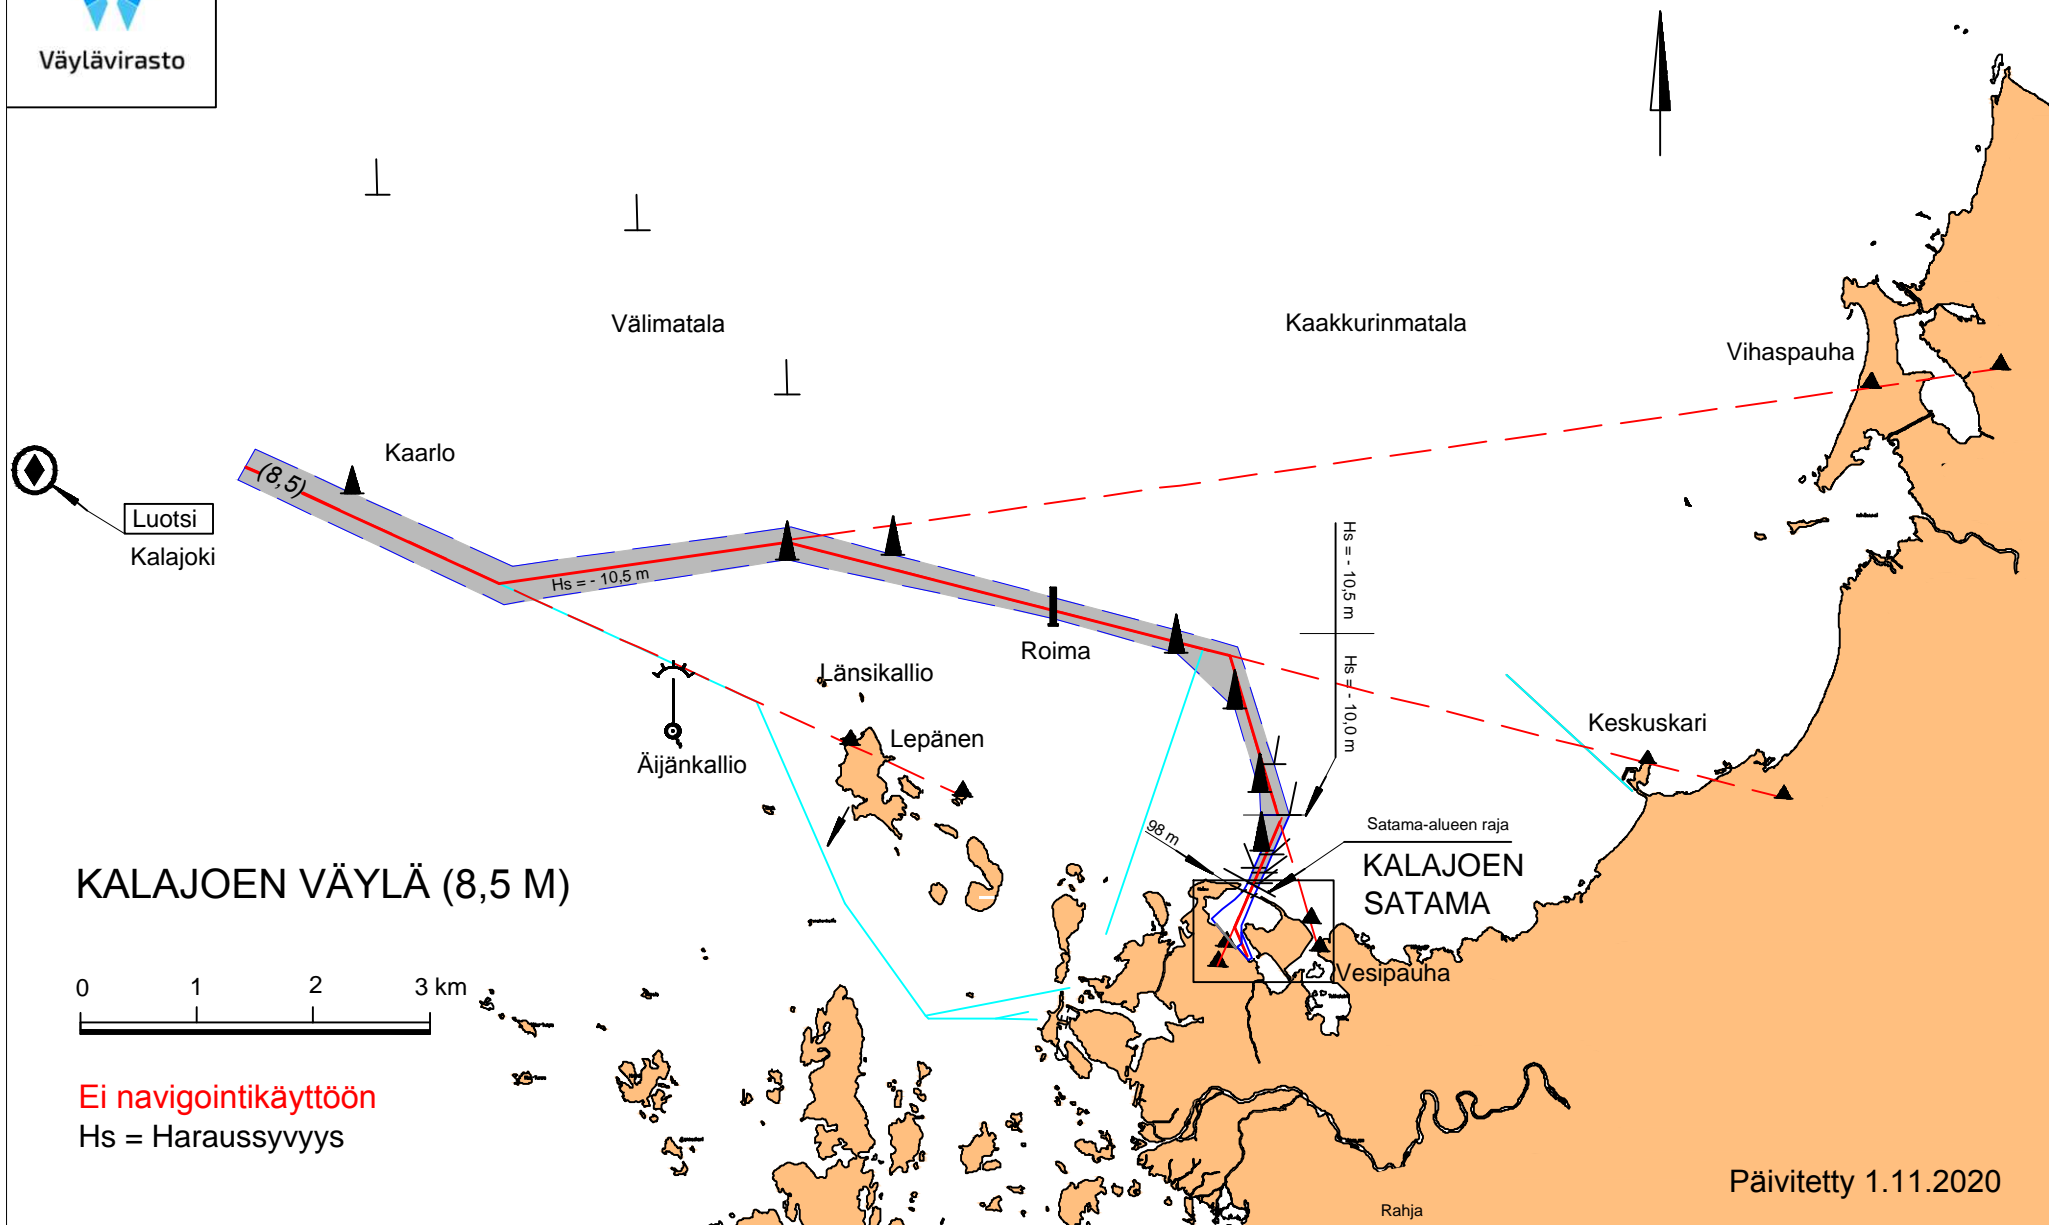 Väylävirasto
Välimatala
Kaakkurinmatala
Vihaspauha
Kaarlo
(8,5)
Luotsi
Kalajoki
Hs = - 10,5 m
Hs = - 10,5 m
Hs = - 10,0 m
Roima
Länsikallio
Lepänen
Äijänkallio
Keskuskari
98 m
Satama-alueen raja
KALAJOEN
SATAMA
Vesipauha
KALAJOEN VÄYLÄ (8,5 M)
0 1 2 3 km
Ei navigointikäyttöön
Hs = Haraussyvyys
Päivitetty 1.11.2020
Rahja